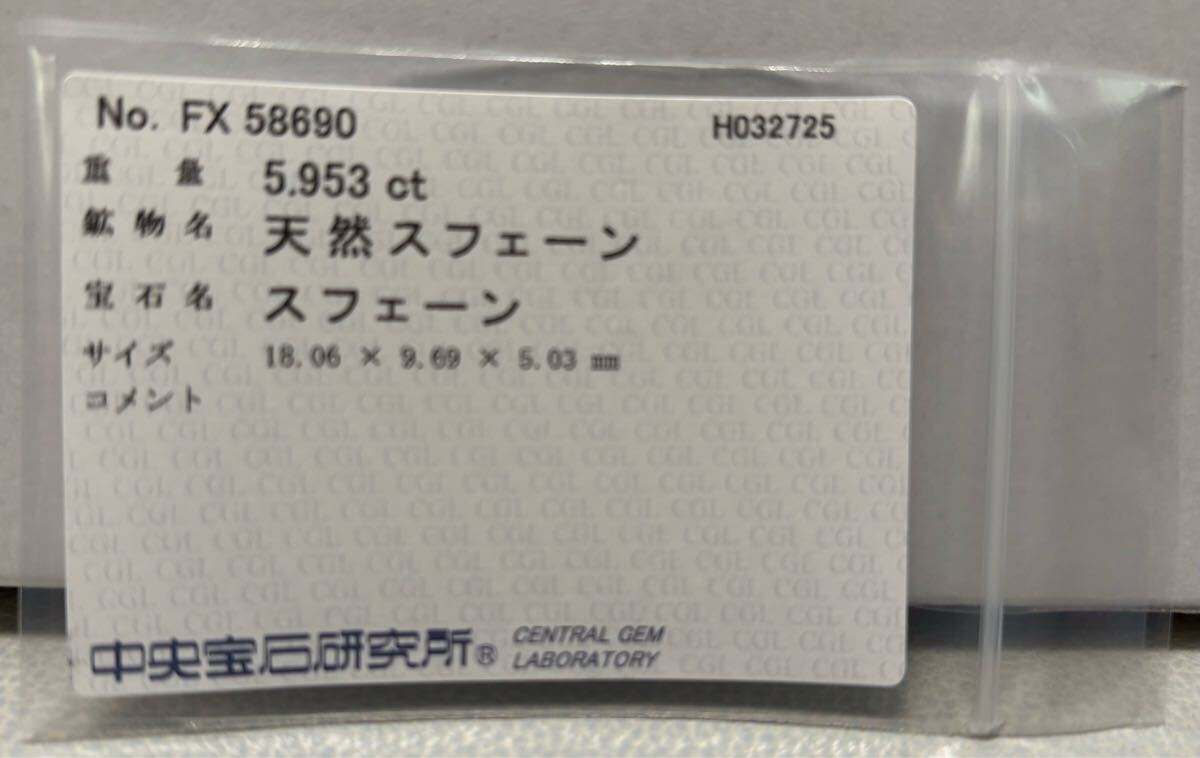 No. FX 58690 H032725
重量 5.953 ct
鉱物名 天然スフェーン
宝石名 スフェーン
サイズ 18.06 × 9.69 × 5.03 mm
コメント
中央宝石研究所® CENTRAL GEM
LABORATORY